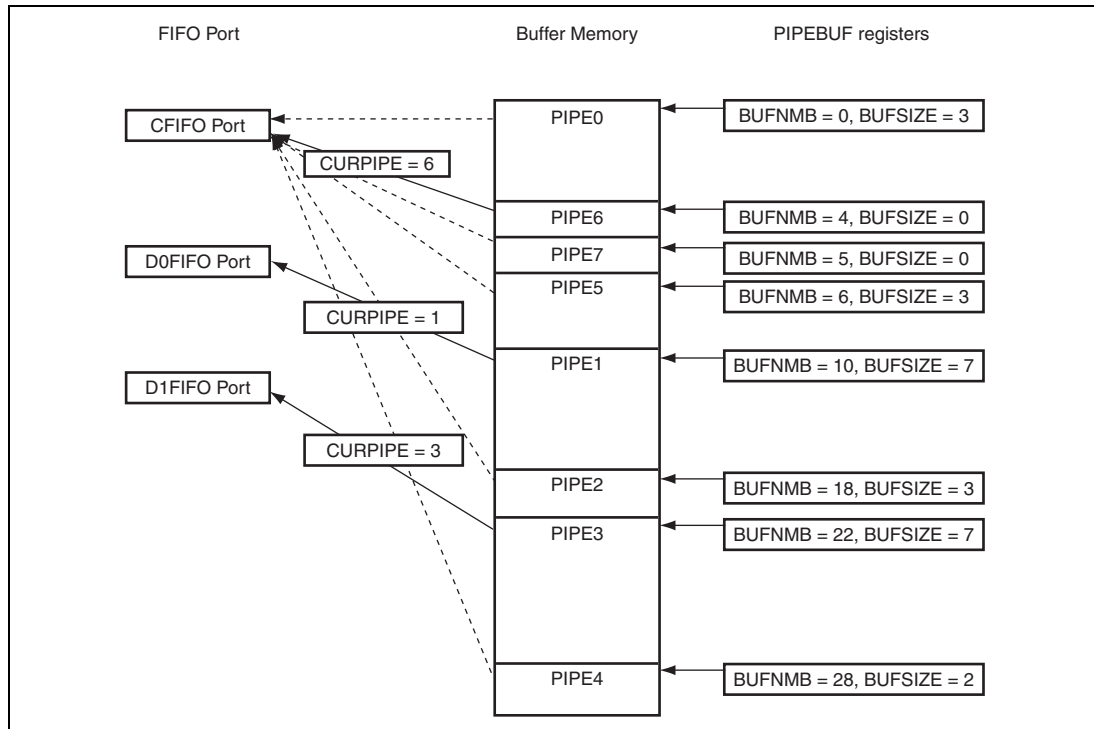 FIFO Port
Buffer Memory
PIPEBUF registers
CFIFO Port
CURPIPE = 6
D0FIFO Port
CURPIPE = 1
D1FIFO Port
CURPIPE = 3
PIPE0
PIPE6
PIPE7
PIPE5
PIPE1
PIPE2
PIPE3
PIPE4
BUFNMB = 0, BUFSIZE = 3
BUFNMB = 4, BUFSIZE = 0
BUFNMB = 5, BUFSIZE = 0
BUFNMB = 6, BUFSIZE = 3
BUFNMB = 10, BUFSIZE = 7
BUFNMB = 18, BUFSIZE = 3
BUFNMB = 22, BUFSIZE = 7
BUFNMB = 28, BUFSIZE = 2